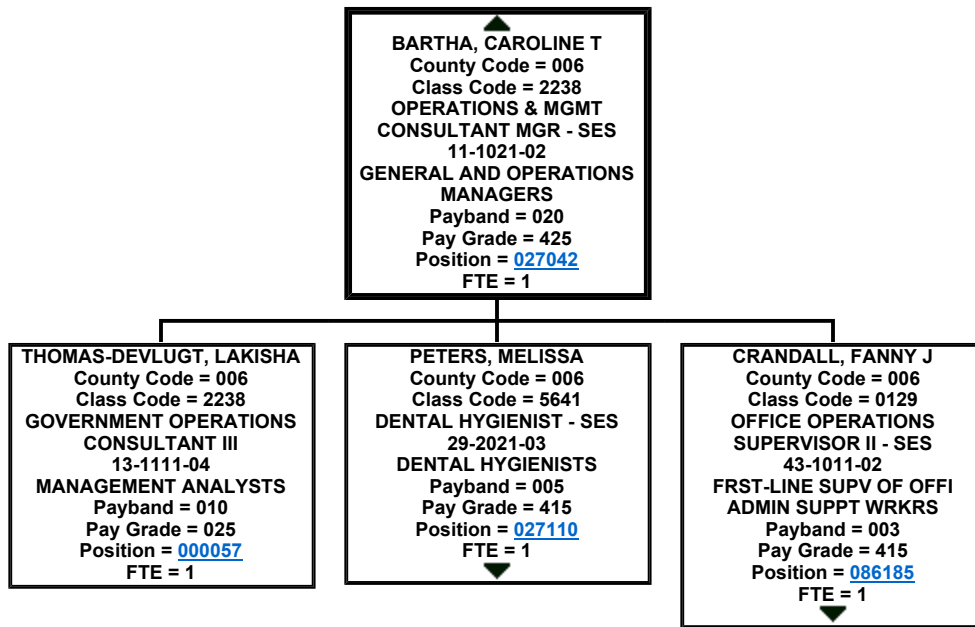 BARTHA, CAROLINE T
County Code = 006
Class Code = 2238
OPERATIONS & MGMT
CONSULTANT MGR - SES
11-1021-02
GENERAL AND OPERATIONS
MANAGERS
Payband = 020
Pay Grade = 425
Position = 027042
FTE = 1
THOMAS-DEVLUGT, LAKISHA
County Code = 006
Class Code = 2238
GOVERNMENT OPERATIONS
CONSULTANT III
13-1111-04
MANAGEMENT ANALYSTS
Payband = 010
Pay Grade = 025
Position = 000057
FTE = 1
PETERS, MELISSA
County Code = 006
Class Code = 5641
DENTAL HYGIENIST - SES
29-2021-03
DENTAL HYGIENISTS
Payband = 005
Pay Grade = 415
Position = 027110
FTE = 1
CRANDALL, FANNY J
County Code = 006
Class Code = 0129
OFFICE OPERATIONS
SUPERVISOR II - SES
43-1011-02
FRST-LINE SUPV OF OFFI
ADMIN SUPPT WRKRS
Payband = 003
Pay Grade = 415
Position = 086185
FTE = 1